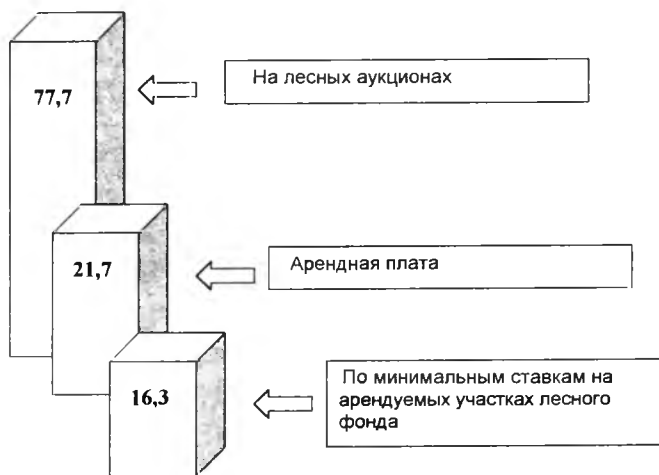 77,7
На лесных аукционах
21,7
Арендная плата
16,3
По минимальным ставкам на
арендуемых участках лесного
фонда